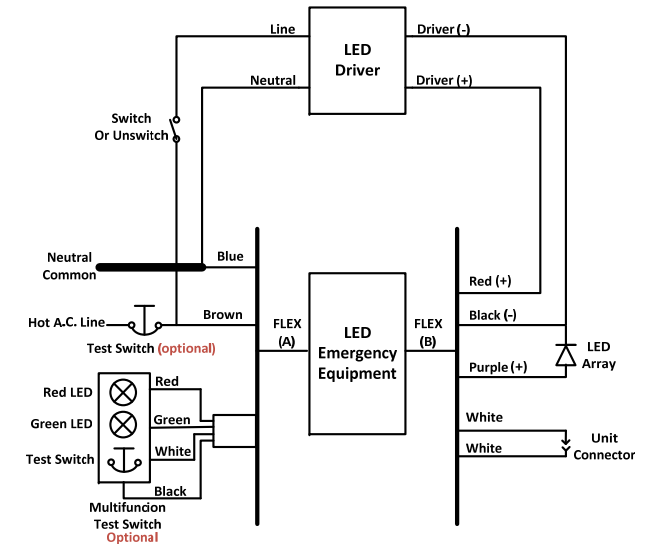 Line
LED
Driver
Driver (-)
Neutral
Driver (+)
Switch
Or Unswitch
Neutral
Common
Blue
Red (+)
Hot A.C. Line
Brown
FLEX
(A)
LED
Emergency
Equipment
FLEX
(B)
Black (-)
Test Switch (optional)
LED
Array
Purple (+)
Red LED
Red
Green LED
Green
White
Test Switch
White
White
Unit
Connector
Black
Multifuncion
Test Switch
Optional